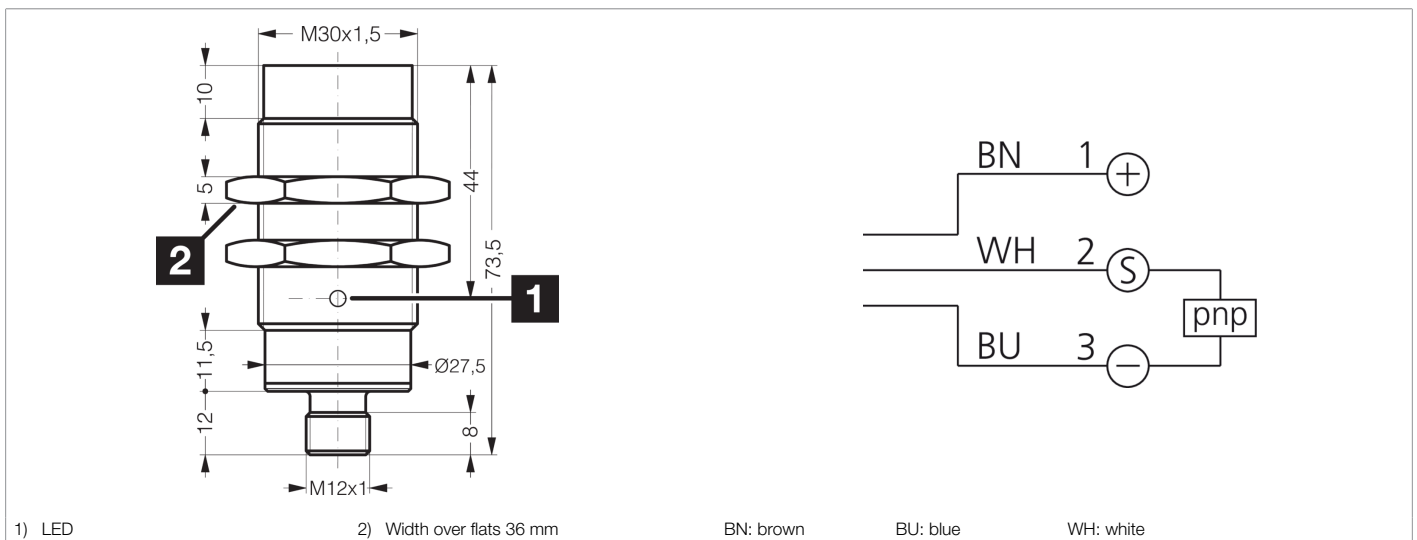 M30x1,5
10
5
44
73,5
2
1
11,5
Ø27,5
12
8
M12x1
BN 1 +
WH 2 S
pnp
BU 3 −
1) LED 2) Width over flats 36 mm BN: brown BU: blue WH: white